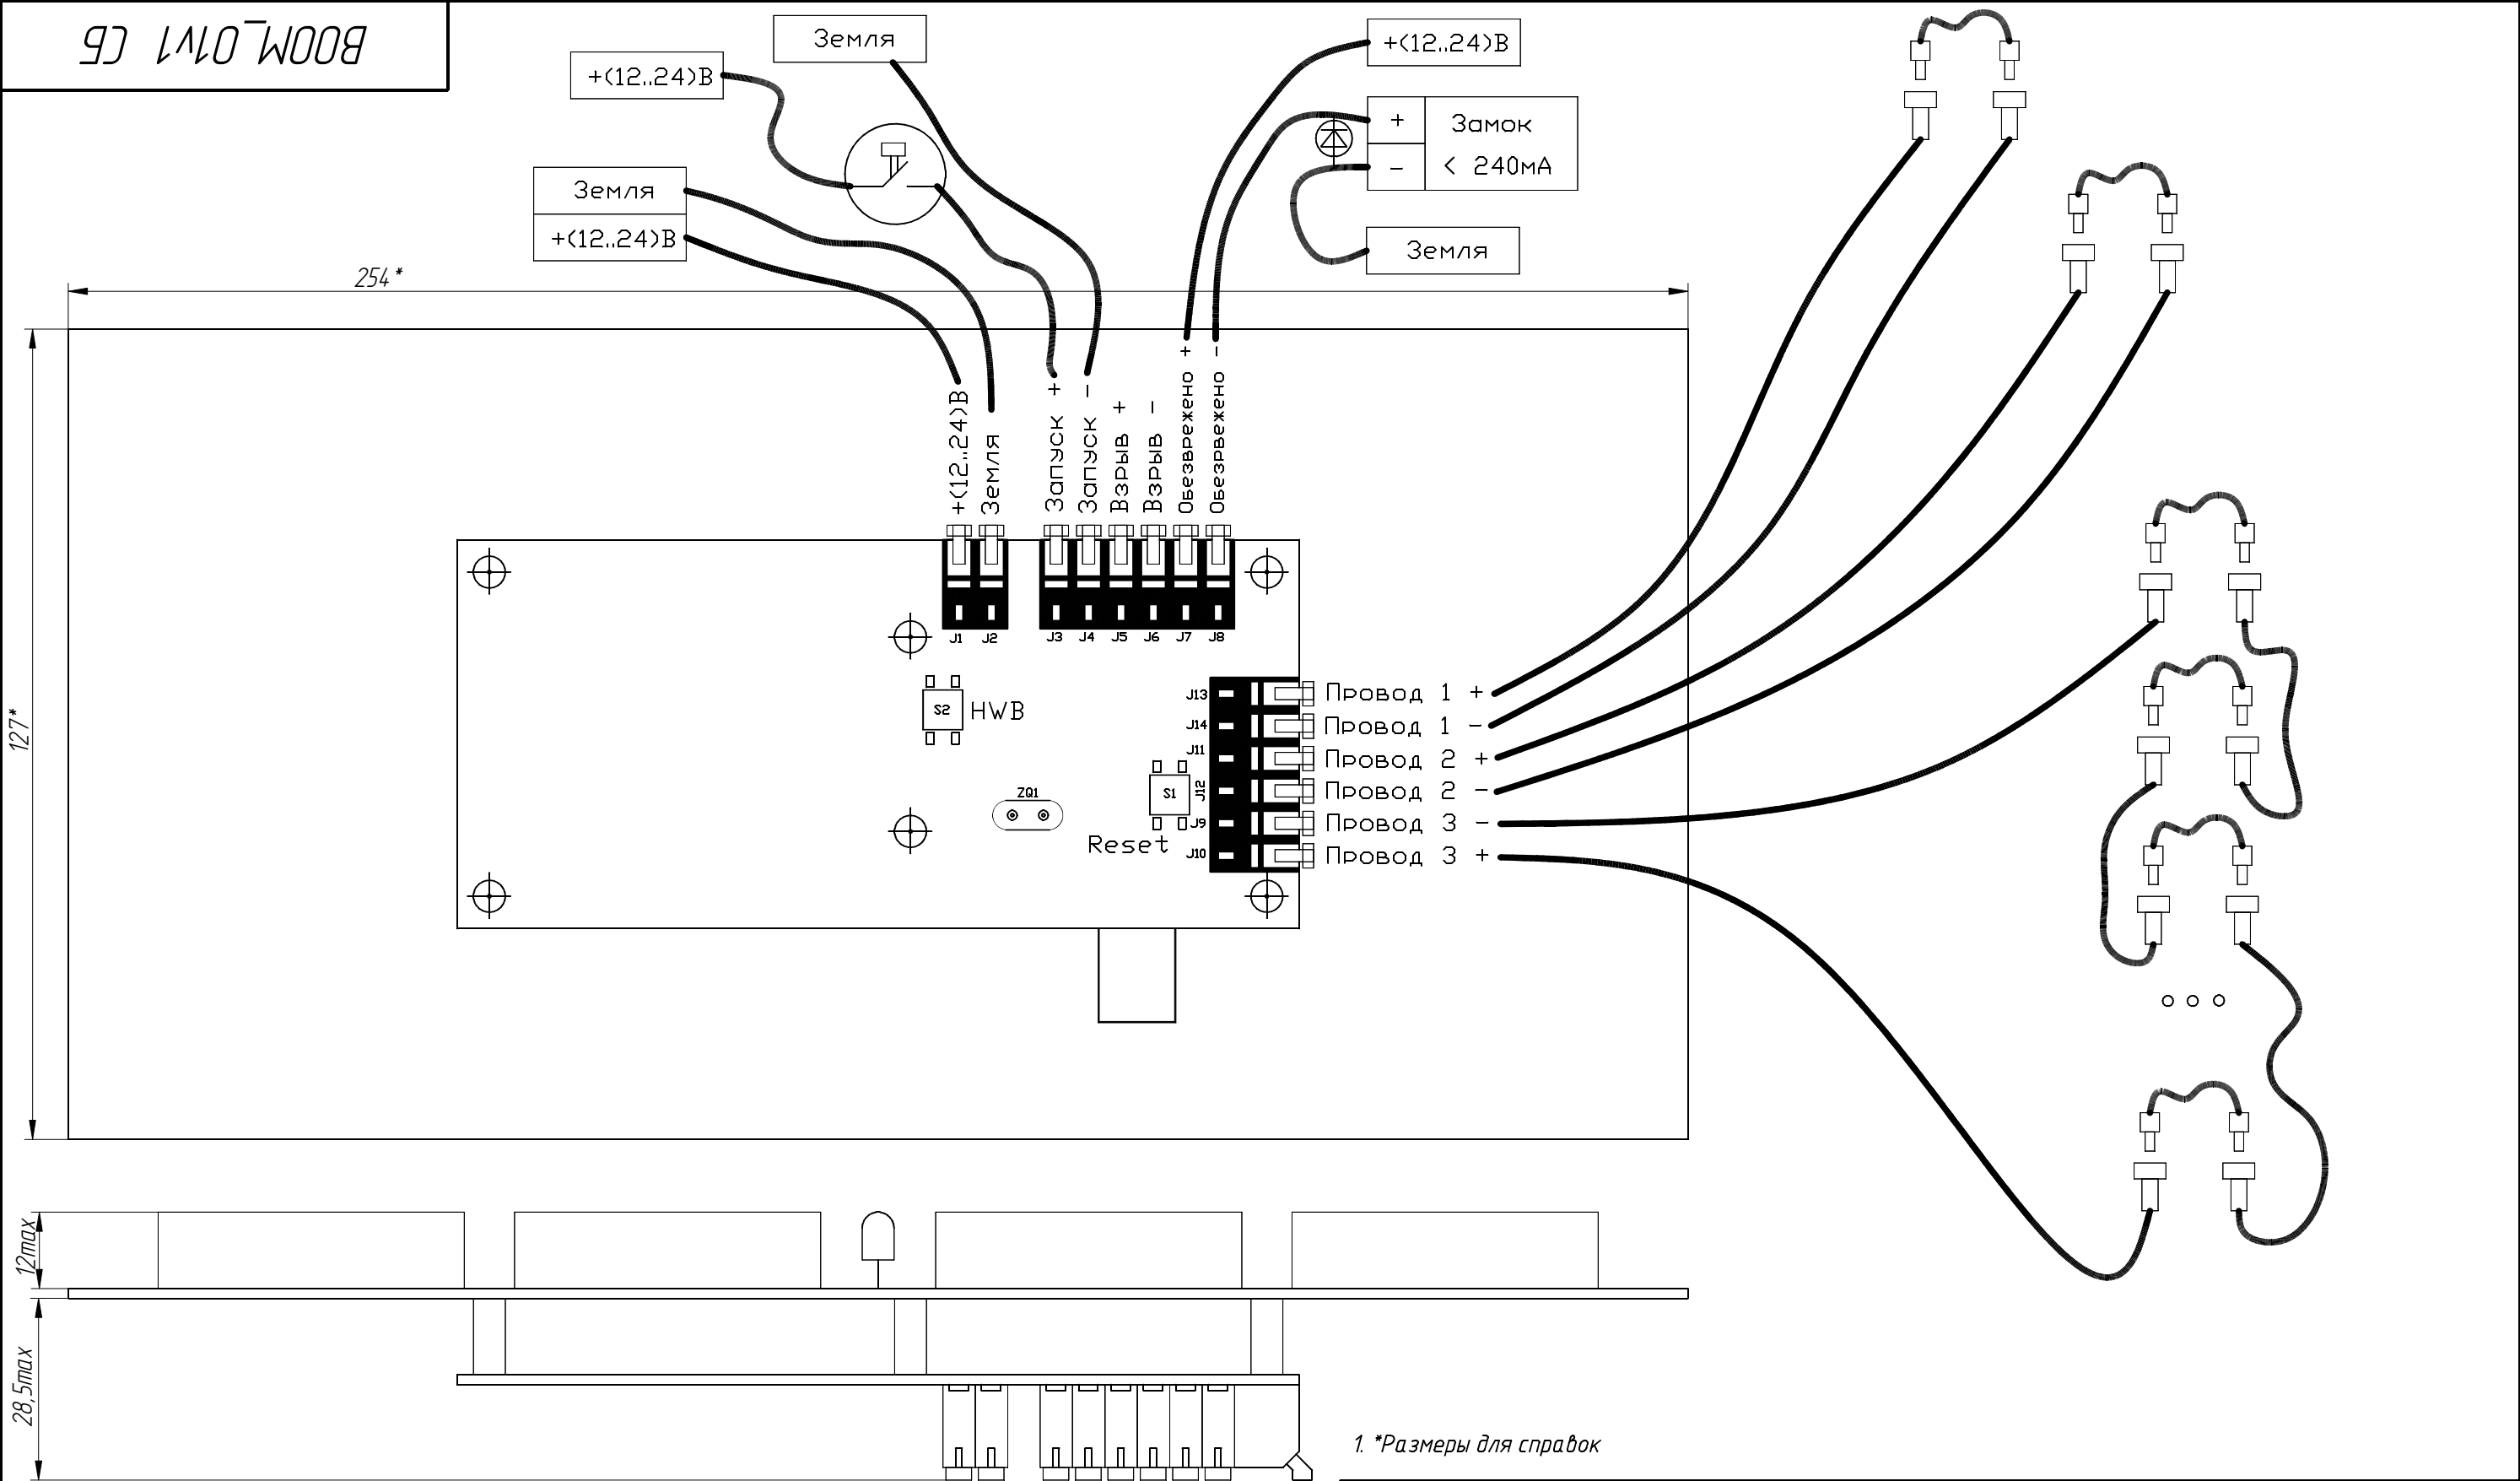 BOOM_01v1 СБ
Земля
+(12..24)В
+(12..24)В
+
Замок
-
< 240мА
Земля
Земля
+(12..24)В
254*
127*
+(12..24)В
Земля
Запуск +
Запуск -
Взрыв +
Взрыв -
Обезврежено +
Обезрвежено -
J1 J2 J3 J4 J5 J6 J7 J8
J13 Провод 1 +
S2 HWB
J14 Провод 1 -
J11 Провод 2 +
S1 J12 Провод 2 -
ZQ1
J9 Провод 3 -
Reset
J10 Провод 3 +
12max
28,5max
1. *Размеры для справок